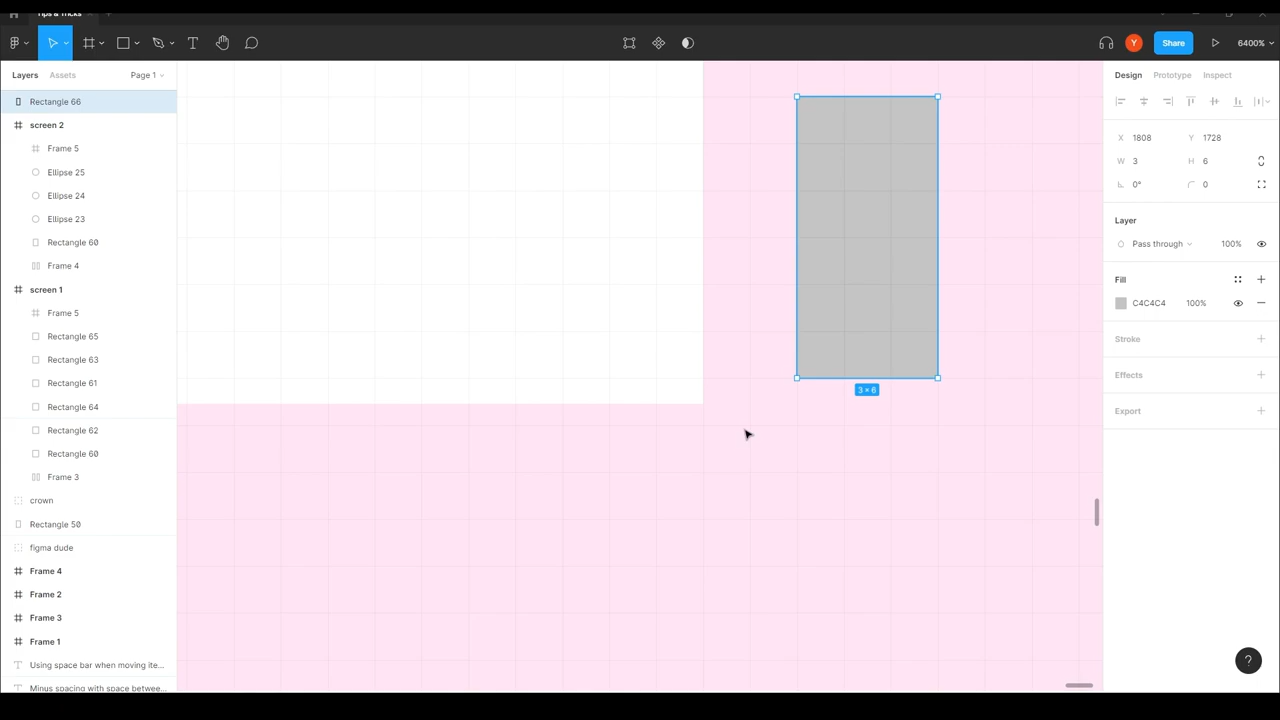 Tips & Tricks
Share
6400%
Layers
Assets
Page 1
Rectangle 66
screen 2
Frame 5
Ellipse 25
Ellipse 24
Ellipse 23
Rectangle 60
Frame 4
screen 1
Frame 5
Rectangle 65
Rectangle 63
Rectangle 61
Rectangle 64
Rectangle 62
Rectangle 60
Frame 3
crown
Rectangle 50
figma dude
Frame 4
Frame 2
Frame 3
Frame 1
Using space bar when moving ite...
Minus spacing with space betwee...
3 × 6
Y
Design
Prototype
Inspect
X 1808
Y 1728
W 3
H 6
0°
0
Layer
Pass through
100%
Fill
C4C4C4
100%
Stroke
Effects
Export
?